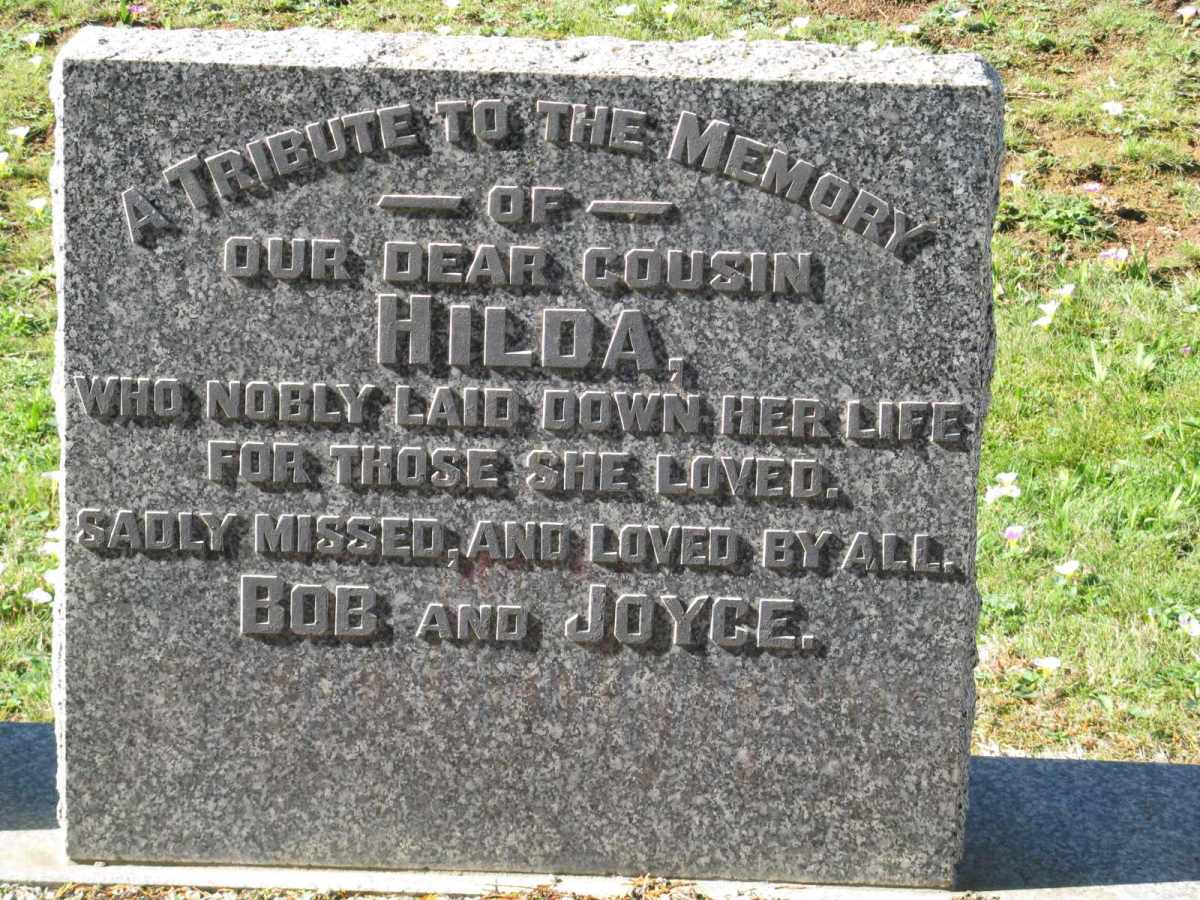 A TRIBUTE TO THE MEMORY
— OF —
OUR DEAR COUSIN
HILDA,
WHO NOBLY LAID DOWN HER LIFE
FOR THOSE SHE LOVED.
SADLY MISSED, AND LOVED BY ALL.
BOB AND JOYCE.